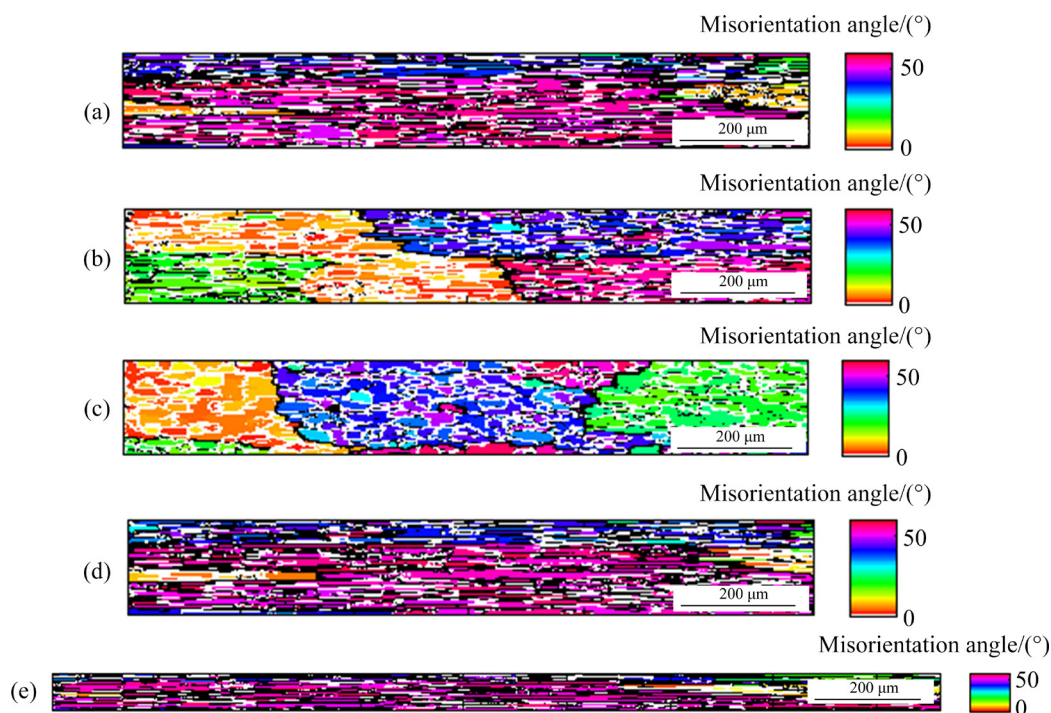 Misorientation angle/(°)
50
(a)
200 μm
0
Misorientation angle/(°)
50
(b)
200 μm
0
Misorientation angle/(°)
50
(c)
200 μm
0
Misorientation angle/(°)
50
(d)
200 μm
0
Misorientation angle/(°)
50
(e)
200 μm
0